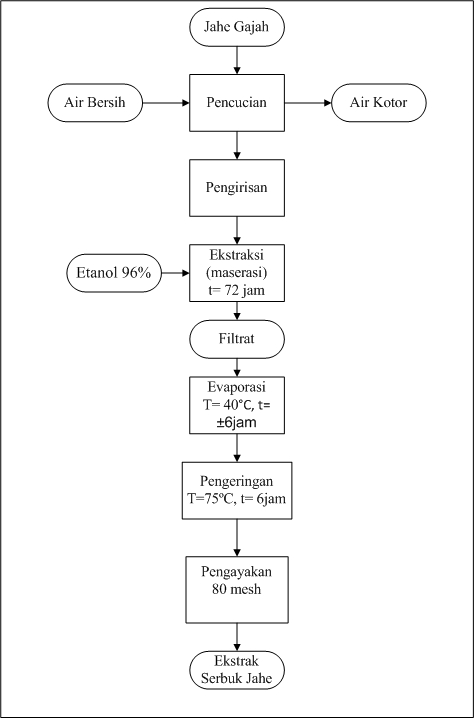 Jahe Gajah
Air Bersih
Pencucian
Air Kotor
Pengirisan
Ekstraksi
(maserasi)
t= 72 jam
Etanol 96%
Filtrat
Evaporasi
T= 40°C, t=
±6jam
Pengeringan
T=75ºC, t= 6jam
Pengayakan
80 mesh
Ekstrak
Serbuk Jahe